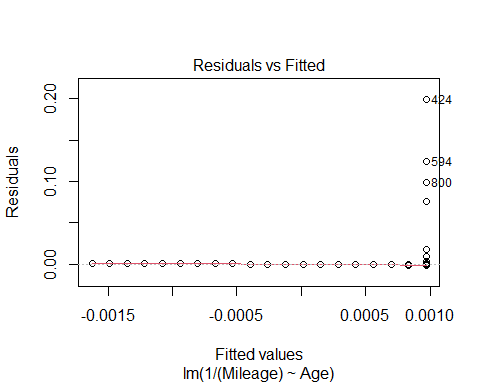 Residuals vs Fitted
Residuals
0.20
0.10
0.00
424
594
800
-0.0015
-0.0005
0.0005
0.0010
Fitted values
lm(1/(Mileage) ~ Age)